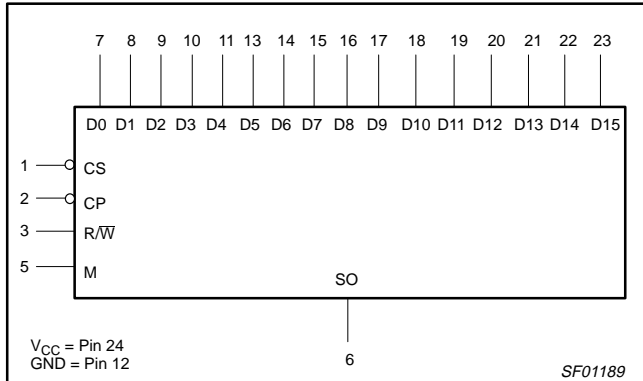 7 8 9 10 11 13 14 15 16 17 18 19 20 21 22 23
D0 D1 D2 D3 D4 D5 D6 D7 D8 D9 D10 D11 D12 D13 D14 D15
1 CS
2 CP
3 R/W̅
5 M
SO
6
VCC = Pin 24
GND = Pin 12
SF01189